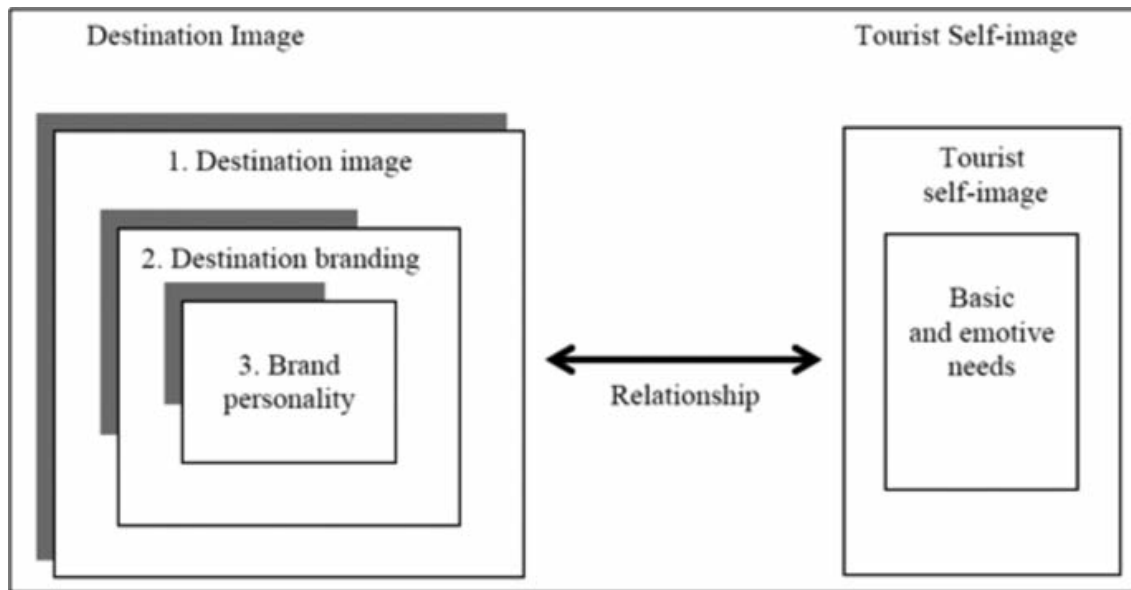 Destination Image
Tourist Self-image
1. Destination image
2. Destination branding
3. Brand
personality
Relationship
Tourist
self-image
Basic
and emotive
needs